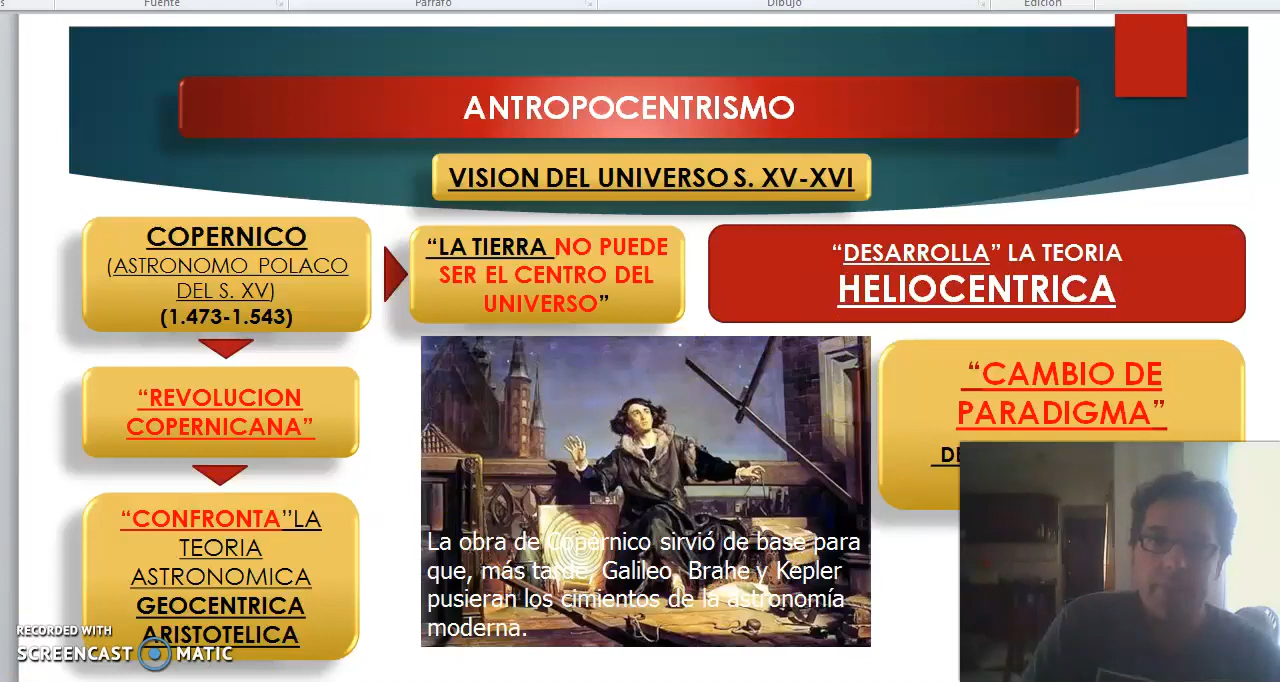 Fuente
Párrafo
Dibujo
Edición
ANTROPOCENTRISMO
VISION DEL UNIVERSO S. XV-XVI
COPERNICO
(ASTRONOMO POLACO
DEL S. XV)
(1.473-1.543)
“LA TIERRA NO PUEDE
SER EL CENTRO DEL
UNIVERSO”
“DESARROLLA” LA TEORIA
HELIOCENTRICA
“REVOLUCION
COPERNICANA”
“CAMBIO DE
PARADIGMA”
“CONFRONTA”LA
TEORIA
ASTRONOMICA
GEOCENTRICA
ARISTOTELICA
La obra de Copérnico sirvió de base para
que, más tarde, Galileo, Brahe y Kepler
pusieran los cimientos de la astronomía
moderna.
RECORDED WITH
SCREENCAST MATIC